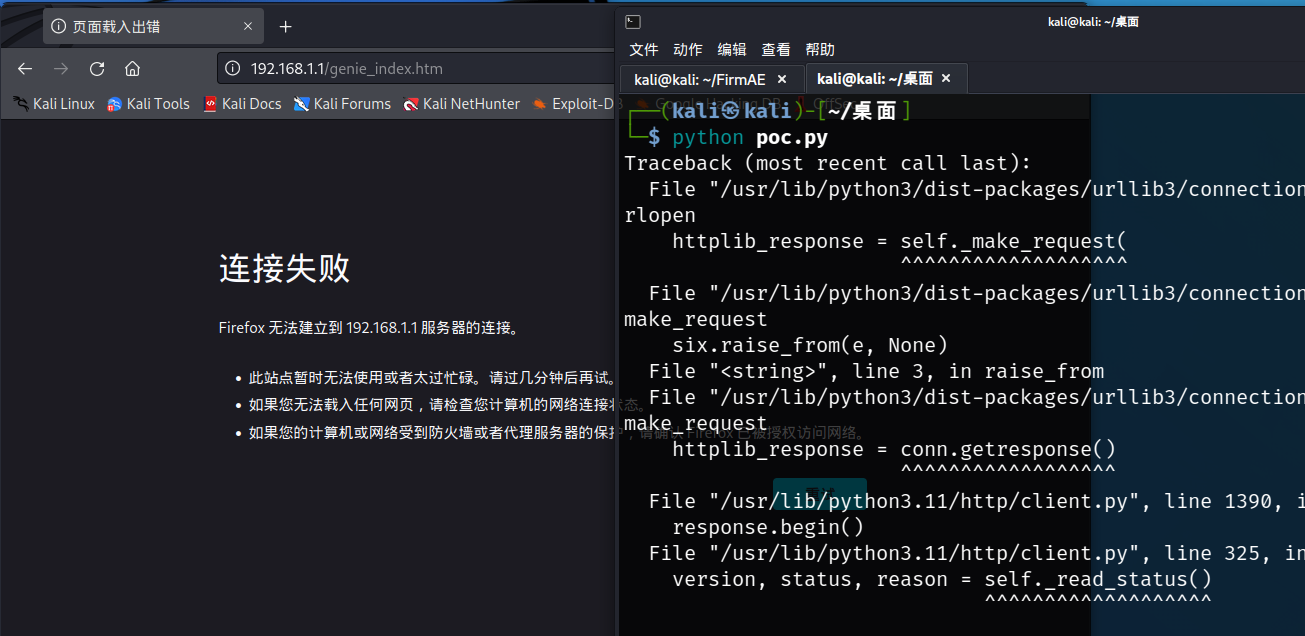 页面载入出错
192.168.1.1/genie_index.htm
Kali Linux Kali Tools Kali Docs Kali Forums Kali NetHunter Exploit-DB Google Hacking DB OffSec
连接失败
Firefox 无法建立到 192.168.1.1 服务器的连接。
此站点暂时无法使用或者太过忙碌。请过几分钟后再试。
如果您无法载入任何网页，请检查您计算机的网络连接状态。
如果您的计算机或网络受到防火墙或者代理服务器的保护，请确认 Firefox 已被授权访问网络。
kali@kali: ~/桌面
文件 动作 编辑 查看 帮助
kali@kali: ~/FirmAE kali@kali: ~/桌面
┌──(kali㉿kali)-[~/桌面]
└─$ python poc.py
Traceback (most recent call last):
File "/usr/lib/python3/dist-packages/urllib3/connection
rlopen
httplib_response = self._make_request(
^^^^^^^^^^^^^^^^^^^
File "/usr/lib/python3/dist-packages/urllib3/connection
make_request
six.raise_from(e, None)
File "<string>", line 3, in raise_from
File "/usr/lib/python3/dist-packages/urllib3/connection
make_request
httplib_response = conn.getresponse()
^^^^^^^^^^^^^^^^^^
File "/usr/lib/python3.11/http/client.py", line 1390, i
response.begin()
File "/usr/lib/python3.11/http/client.py", line 325, in
version, status, reason = self._read_status()
^^^^^^^^^^^^^^^^^^^